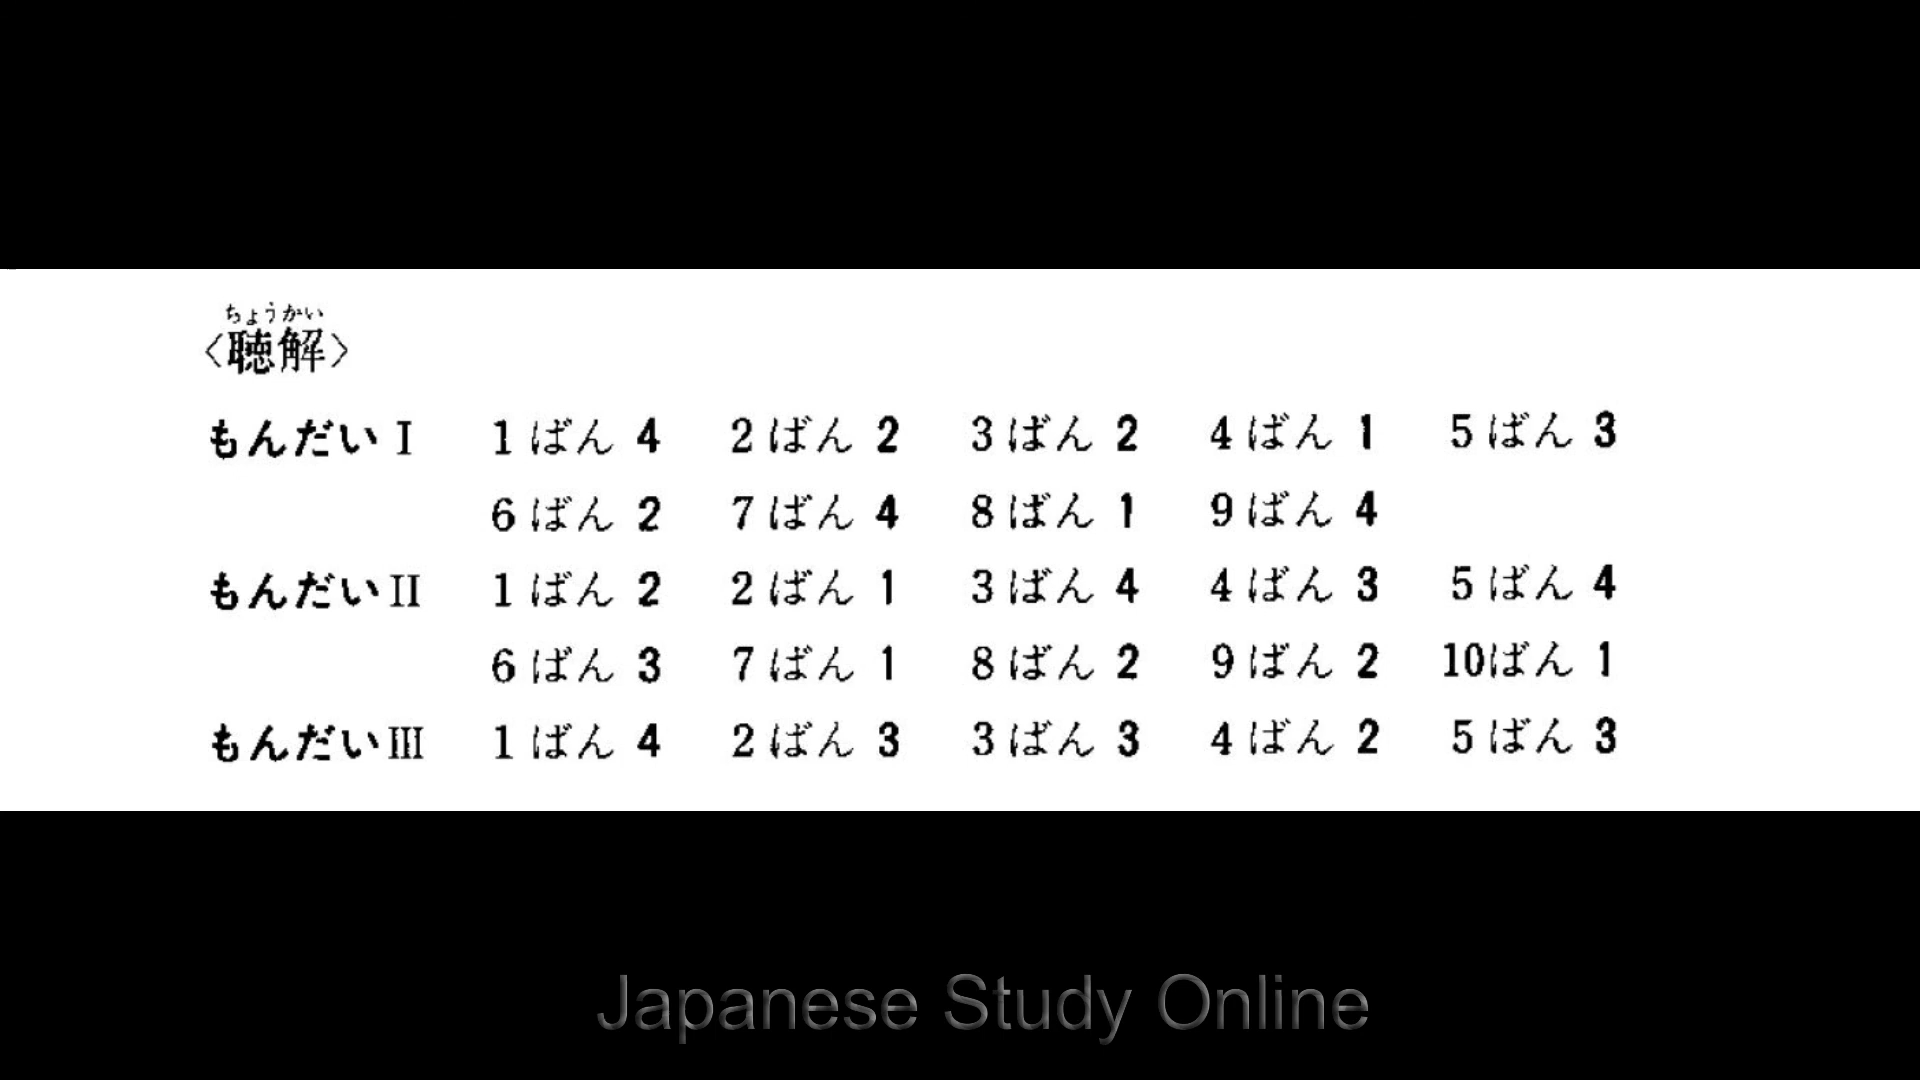 ちょうかい
〈聴解〉
もんだいⅠ 1ばん 4 2ばん 2 3ばん 2 4ばん 1 5ばん 3
6ばん 2 7ばん 4 8ばん 1 9ばん 4
もんだいⅡ 1ばん 2 2ばん 1 3ばん 4 4ばん 3 5ばん 4
6ばん 3 7ばん 1 8ばん 2 9ばん 2 10ばん 1
もんだいⅢ 1ばん 4 2ばん 3 3ばん 3 4ばん 2 5ばん 3
Japanese Study Online